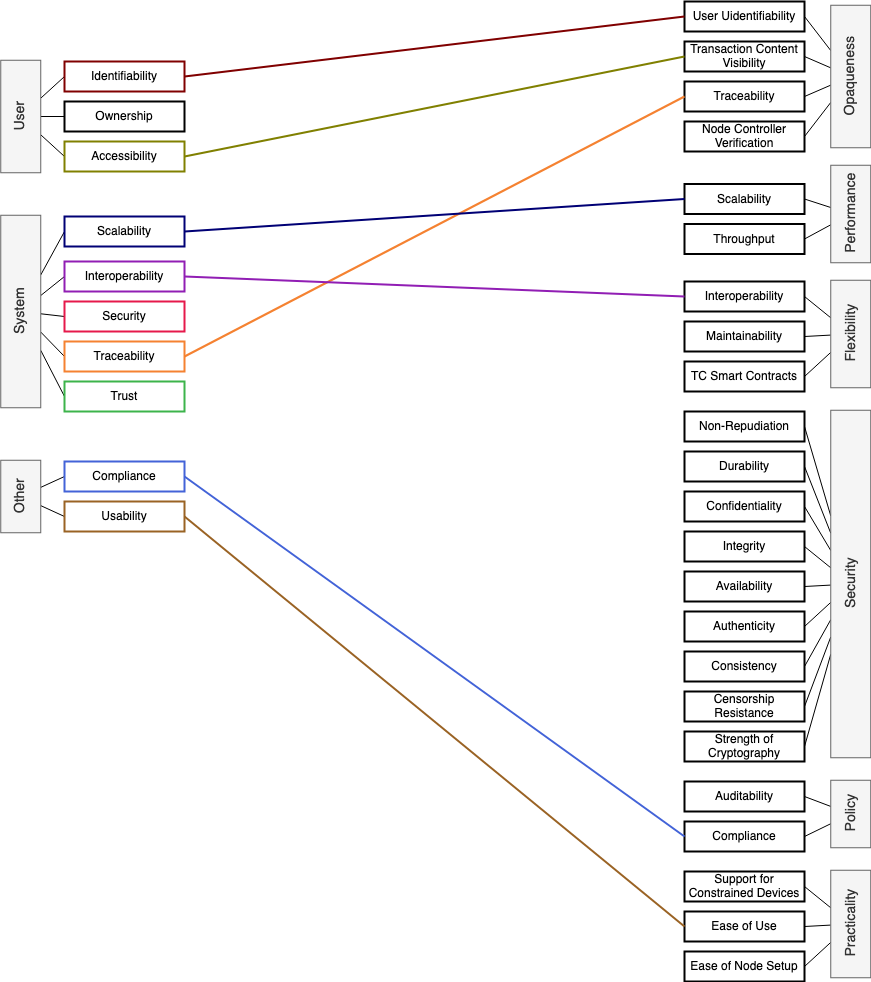 User
Identifiability
Ownership
Accessibility
System
Scalability
Interoperability
Security
Traceability
Trust
Other
Compliance
Usability
User Uidentifiability
Transaction Content
Visibility
Traceability
Node Controller
Verification
Opaqueness
Scalability
Throughput
Performance
Interoperability
Maintainability
TC Smart Contracts
Flexibility
Non-Repudiation
Durability
Confidentiality
Integrity
Availability
Authenticity
Consistency
Censorship
Resistance
Strength of
Cryptography
Security
Auditability
Compliance
Policy
Support for
Constrained Devices
Ease of Use
Ease of Node Setup
Practicality